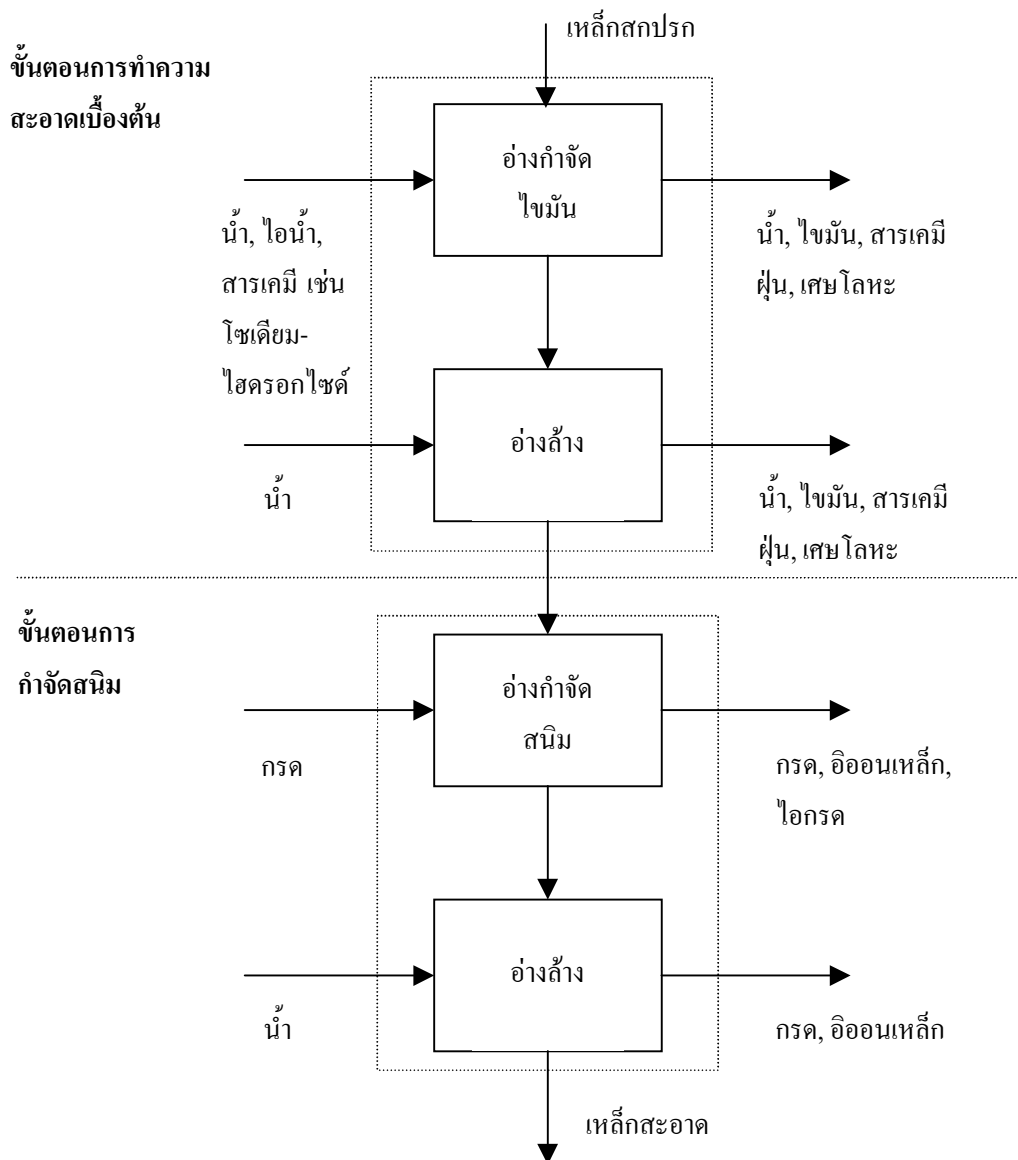 เหล็กสกปรก
ขั้นตอนการทำความ
สะอาดเบื้องต้น
อ่างกำจัด
ไขมัน
น้ำ, ไอน้ำ,
สารเคมี เช่น
โซเดียม-
ไฮดรอกไซด์
น้ำ, ไขมัน, สารเคมี
ฝุ่น, เศษโลหะ
อ่างล้าง
น้ำ
น้ำ, ไขมัน, สารเคมี
ฝุ่น, เศษโลหะ
ขั้นตอนการ
กำจัดสนิม
อ่างกำจัด
สนิม
กรด
กรด, อิออนเหล็ก,
ไอกรด
อ่างล้าง
น้ำ
กรด, อิออนเหล็ก
เหล็กสะอาด